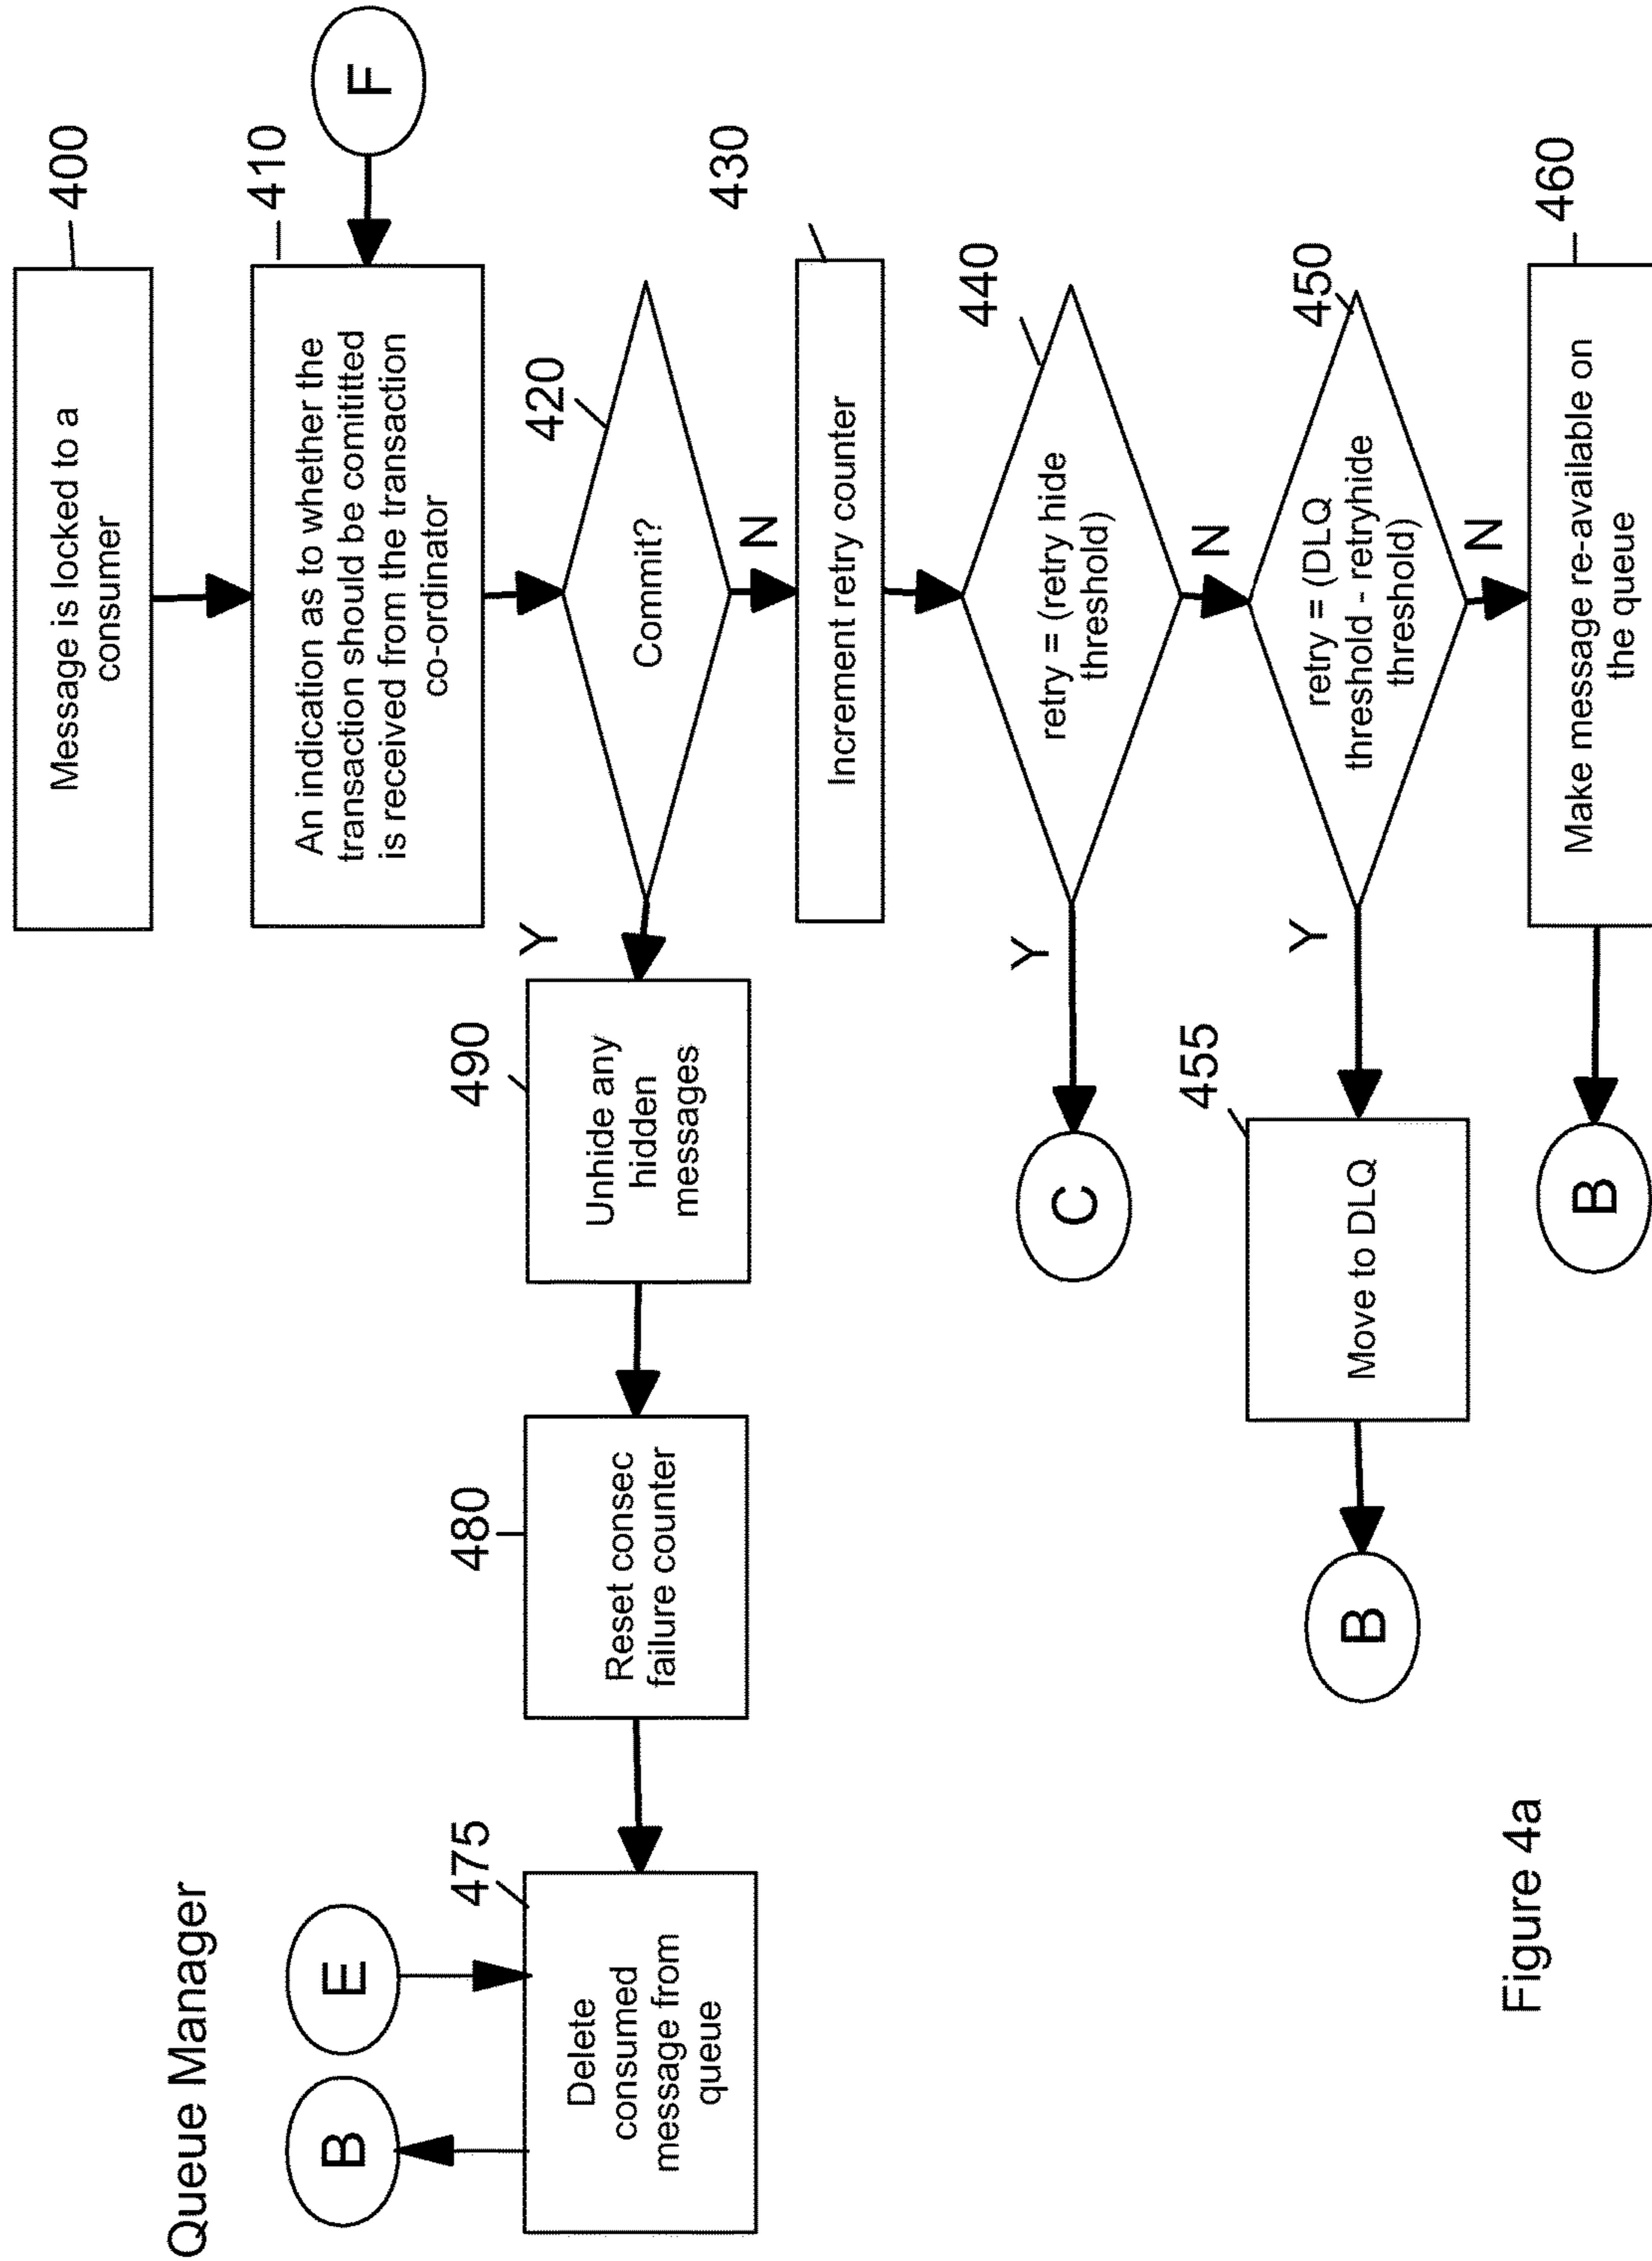 Queue Manager
400
Message is locked to a
consumer
410
An indication as to whether the
transaction should be comititted
is received from the transaction
co-ordinator
F
420
Commit?
Y
N
490
Unhide any
hidden
messages
480
Reset consec
failure counter
475
Delete
consumed
message from
queue
E
B
430
Increment retry counter
440
retry = (retry hide
threshold)
Y
N
C
450
retry = (DLQ
threshold - retryhide
threshold)
Y
N
455
Move to DLQ
B
460
Make message re-available on
the queue
B
Figure 4a